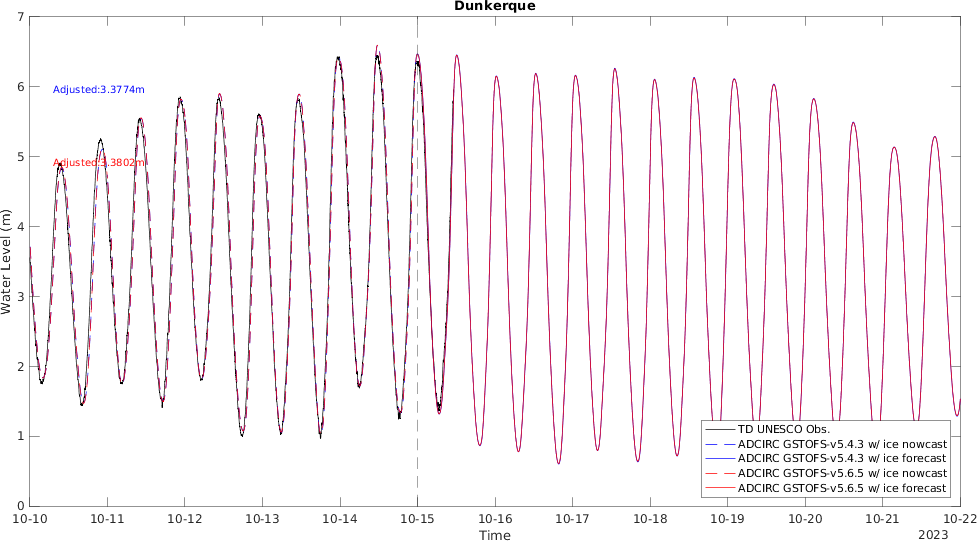 Dunkerque
7
6
5
4
3
2
1
0
Water Level (m)
Adjusted:3.3774m
Adjusted:3.3802m
TD UNESCO Obs.
ADCIRC GSTOFS-v5.4.3 w/ ice nowcast
ADCIRC GSTOFS-v5.4.3 w/ ice forecast
ADCIRC GSTOFS-v5.6.5 w/ ice nowcast
ADCIRC GSTOFS-v5.6.5 w/ ice forecast
10-10 10-11 10-12 10-13 10-14 10-15 10-16 10-17 10-18 10-19 10-20 10-21 10-22
Time
2023